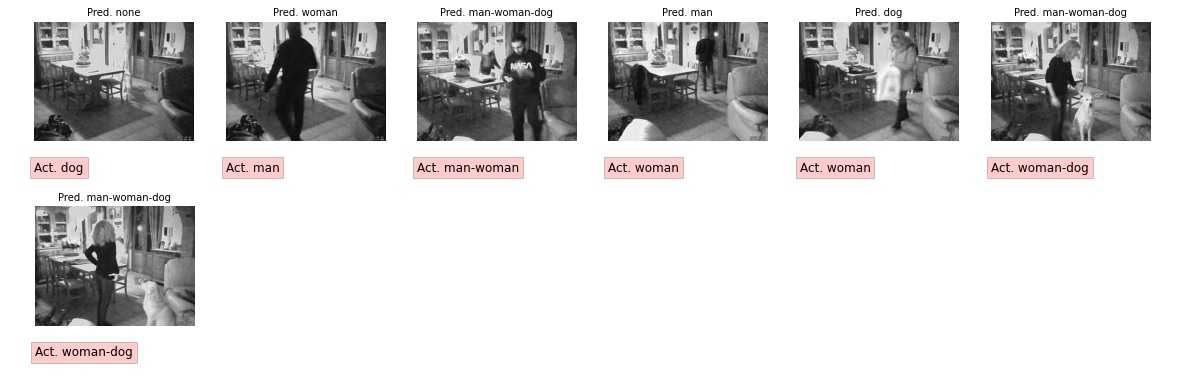 Pred. none
Pred. woman
Pred. man-woman-dog
Pred. man
Pred. dog
Pred. man-woman-dog
NASA
Act. dog
Act. man
Act. man-woman
Act. woman
Act. woman
Act. woman-dog
Pred. man-woman-dog
Act. woman-dog